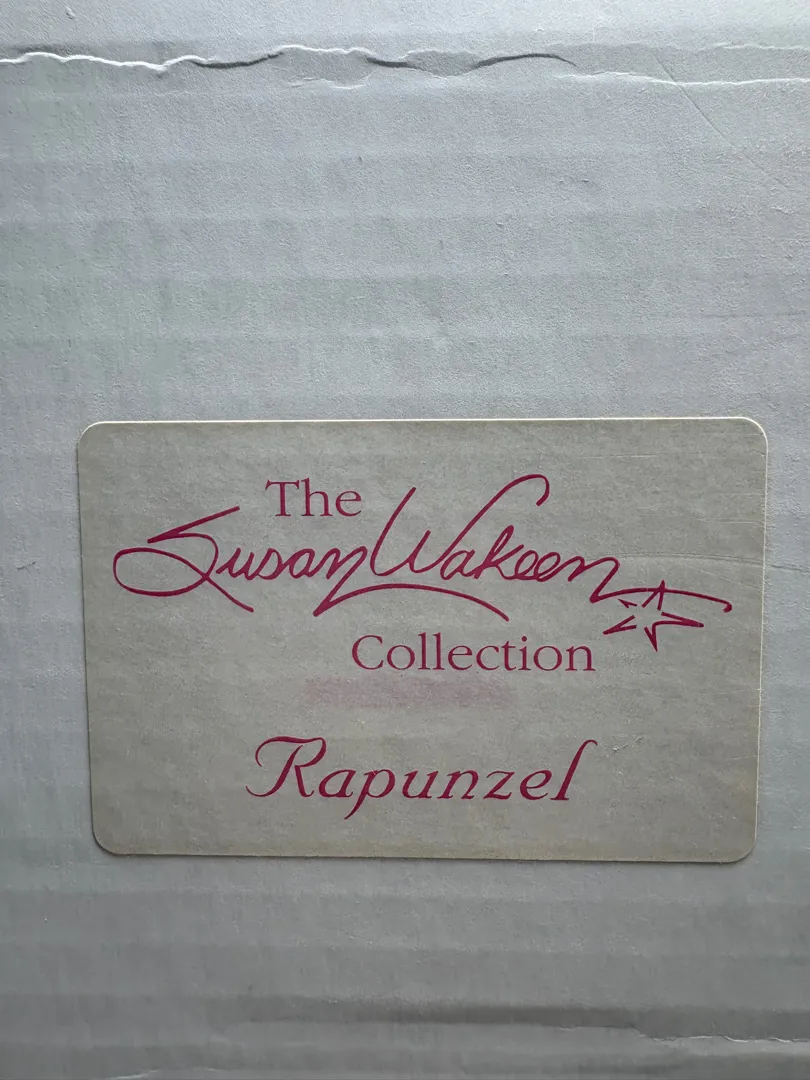 The
Susan Wakeen
Collection
Rapunzel